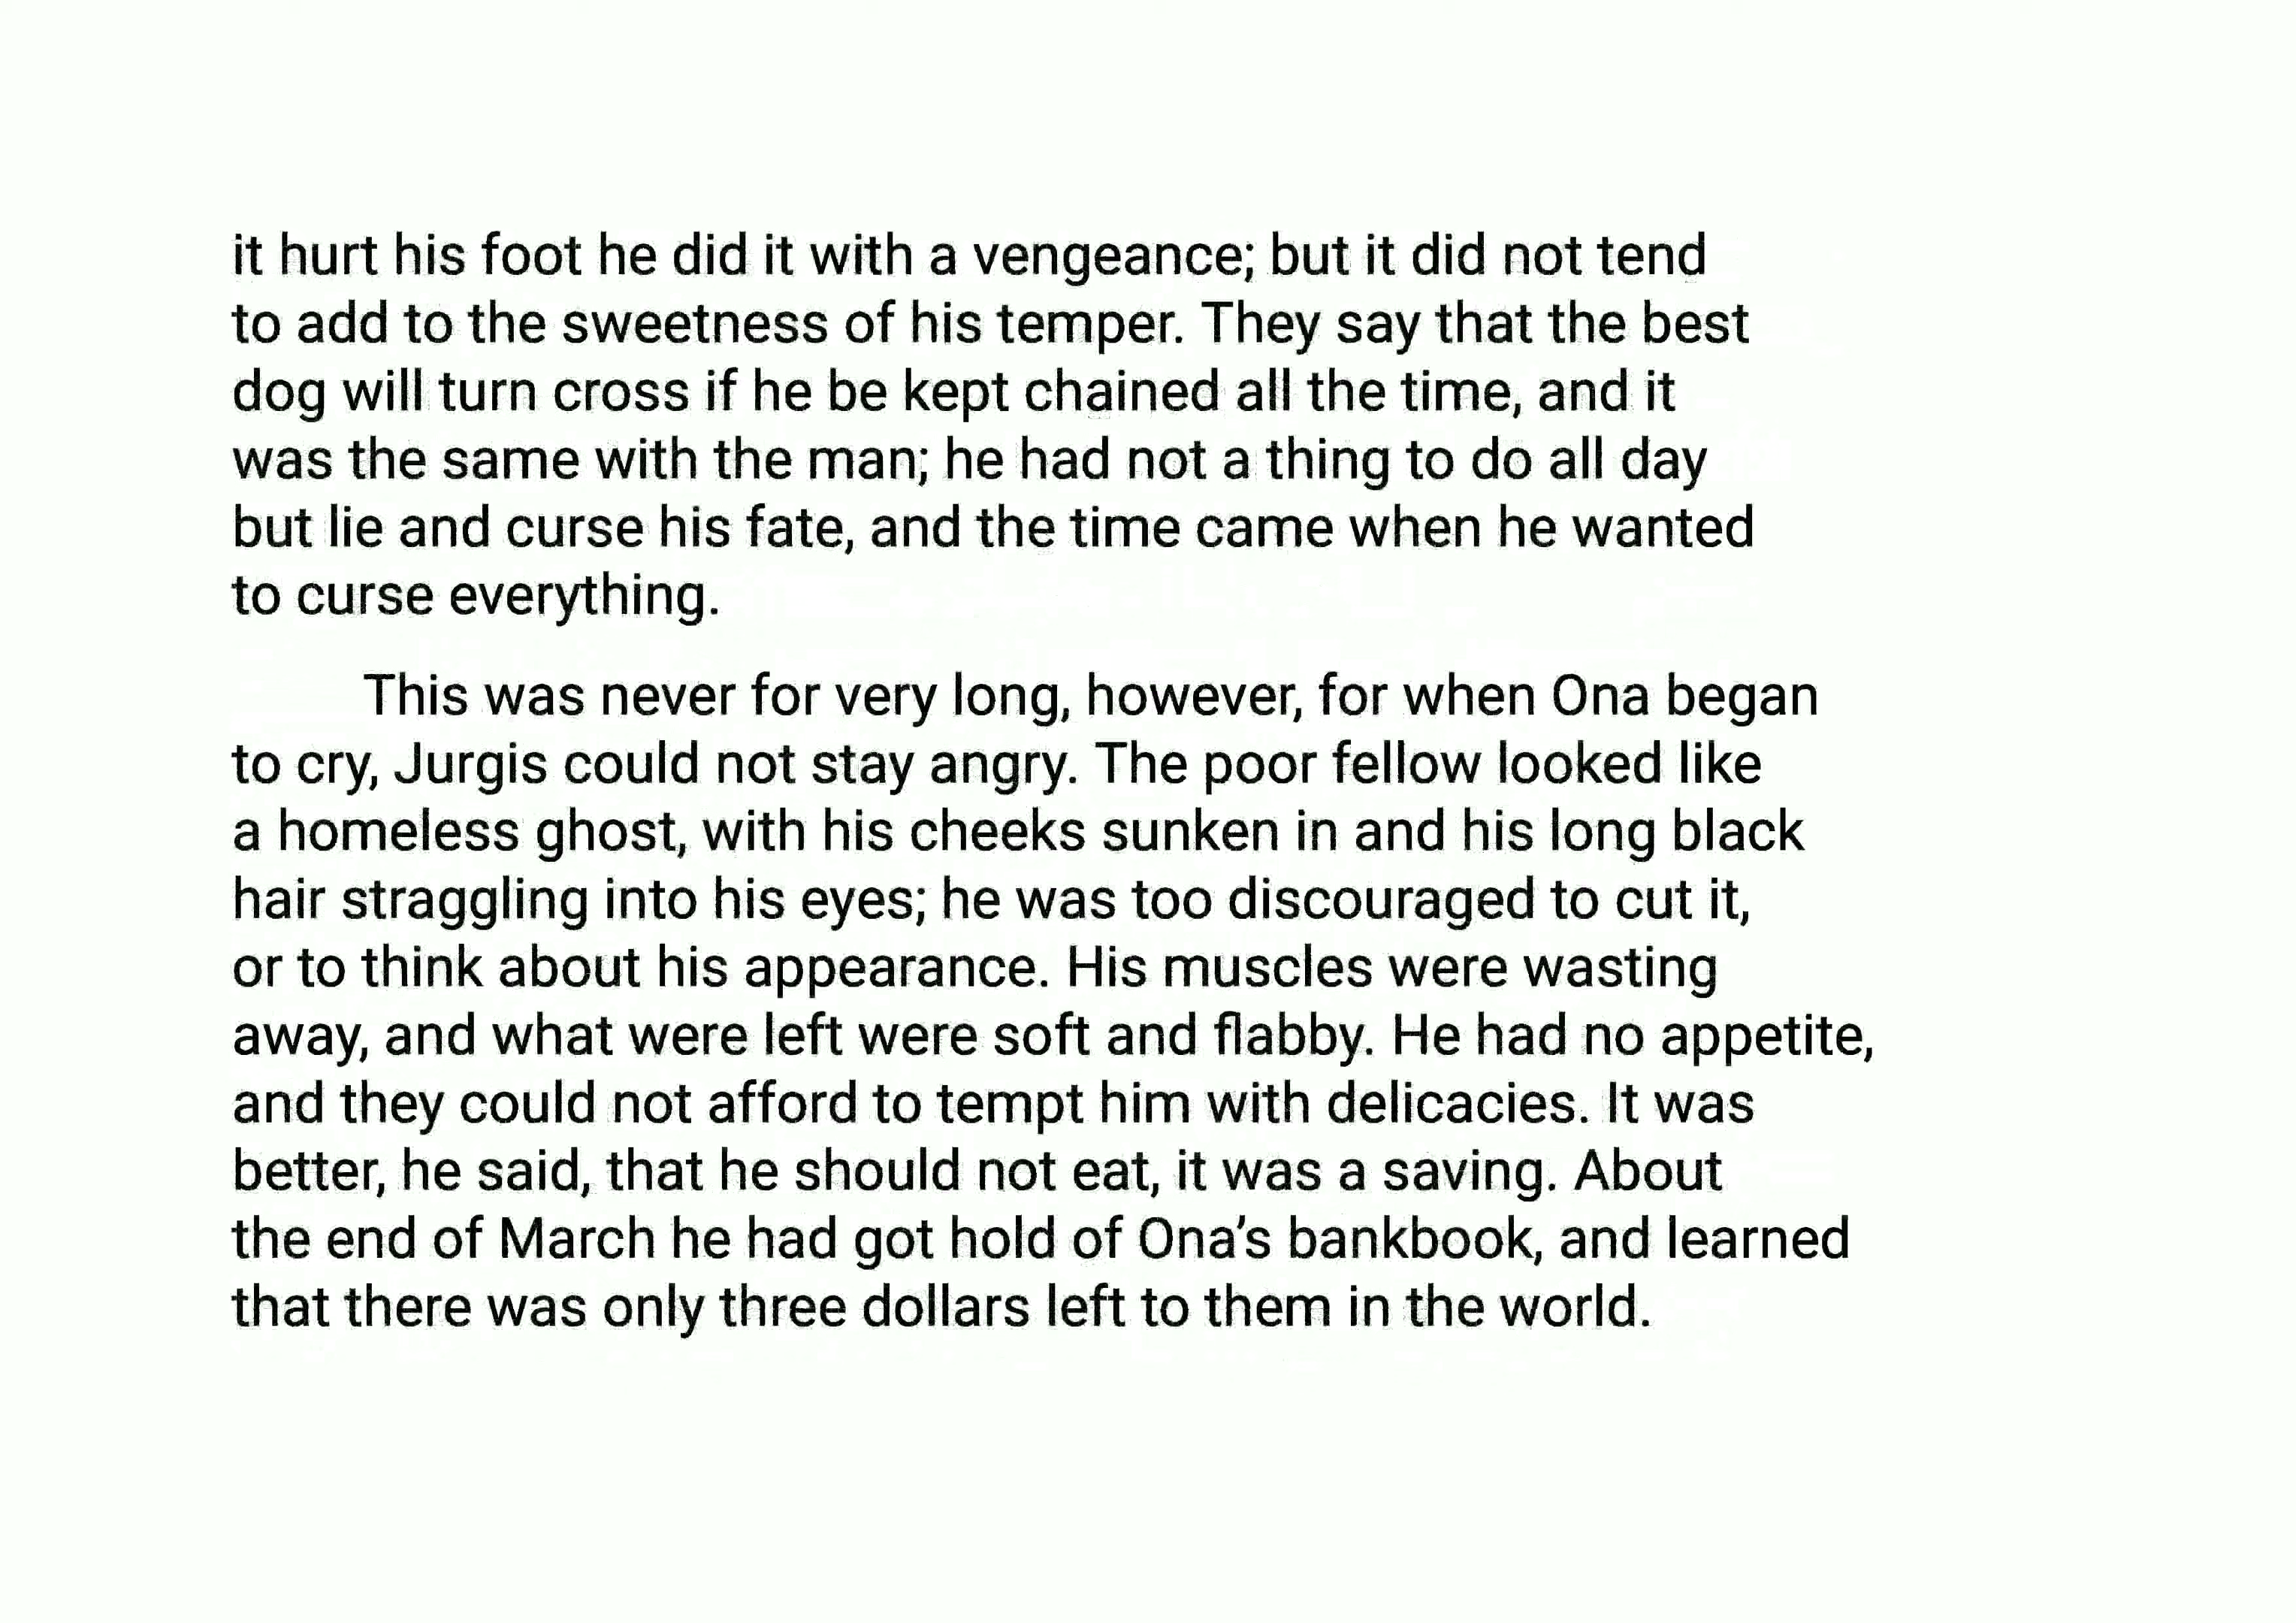 it hurt his foot he did it with a vengeance; but it did not tend
to add to the sweetness of his temper. They say that the best
dog will turn cross if he be kept chained all the time, and it
was the same with the man; he had not a thing to do all day
but lie and curse his fate, and the time came when he wanted
to curse everything.
This was never for very long, however, for when Ona began
to cry, Jurgis could not stay angry. The poor fellow looked like
a homeless ghost, with his cheeks sunken in and his long black
hair straggling into his eyes; he was too discouraged to cut it,
or to think about his appearance. His muscles were wasting
away, and what were left were soft and flabby. He had no appetite,
and they could not afford to tempt him with delicacies. It was
better, he said, that he should not eat, it was a saving. About
the end of March he had got hold of Ona’s bankbook, and learned
that there was only three dollars left to them in the world.